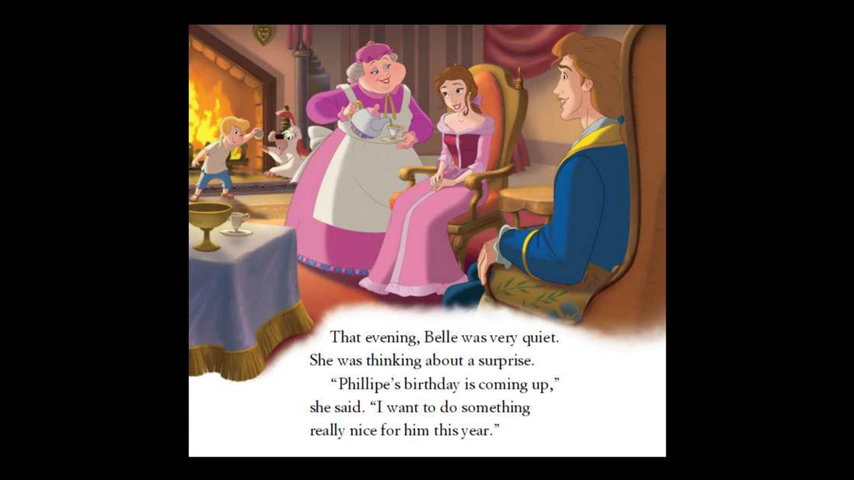 That evening, Belle was very quiet.
She was thinking about a surprise.
“Phillipe’s birthday is coming up,”
she said. “I want to do something
really nice for him this year.”